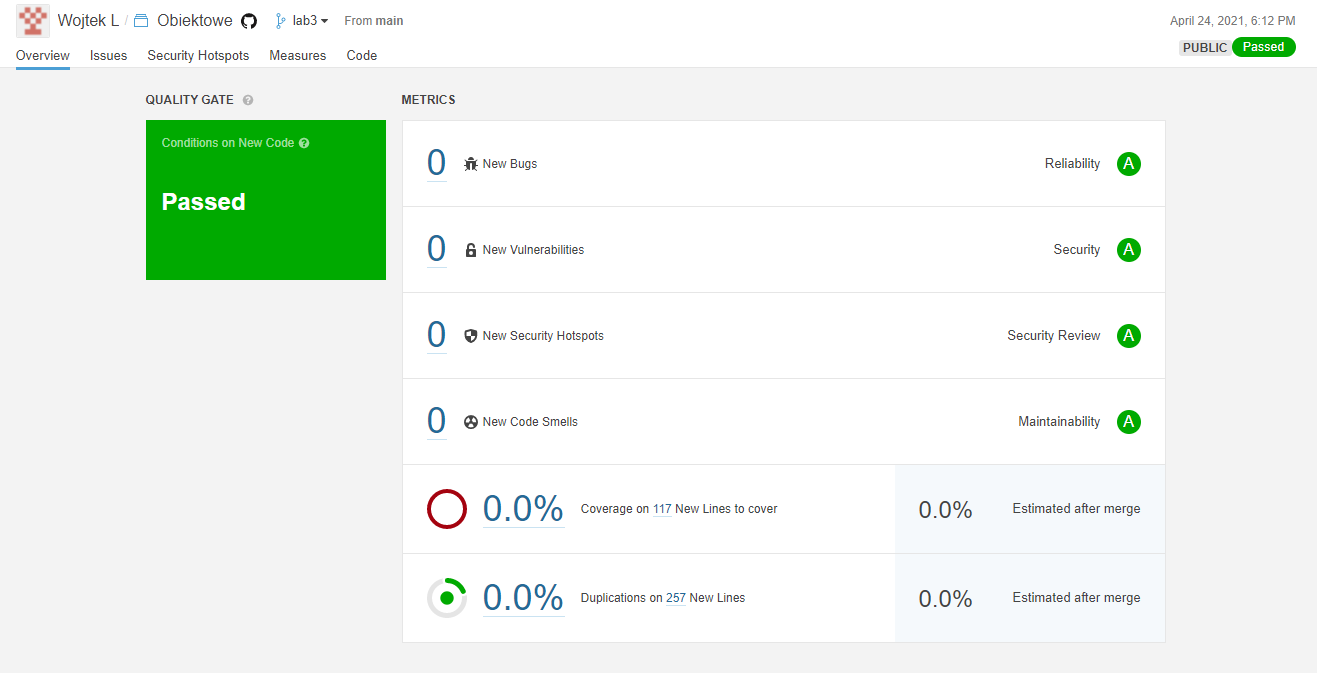 Wojtek L / Obiektowe lab3 From main April 24, 2021, 6:12 PM
Overview Issues Security Hotspots Measures Code PUBLIC Passed
QUALITY GATE ?
METRICS
Conditions on New Code ?
Passed
0 New Bugs Reliability A
0 New Vulnerabilities Security A
0 New Security Hotspots Security Review A
0 New Code Smells Maintainability A
0.0% Coverage on 117 New Lines to cover 0.0% Estimated after merge
0.0% Duplications on 257 New Lines 0.0% Estimated after merge